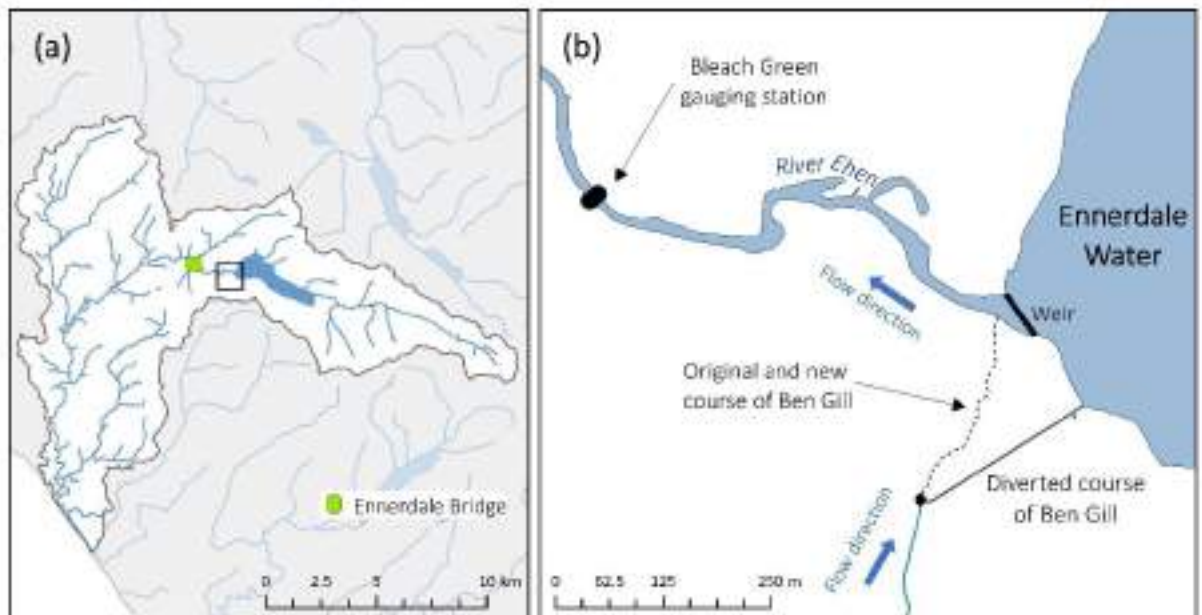 (a)
Ennerdale Bridge
0 2.5 5 10 km
(b)
Bleach Green
gauging station
River Ehen
Ennerdale
Water
Flow direction
Weir
Original and new
course of Ben Gill
Diverted course
of Ben Gill
Flow direction
0 62.5 125 250 m